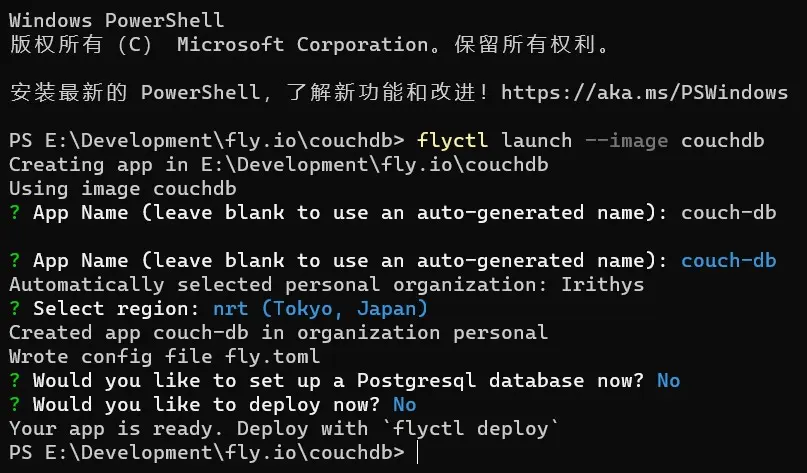 Windows PowerShell
版权所有 (C)  Microsoft Corporation。保留所有权利。
安装最新的 PowerShell，了解新功能和改进！https://aka.ms/PSWindows
PS E:\Development\fly.io\couchdb> flyctl launch --image couchdb
Creating app in E:\Development\fly.io\couchdb
Using image couchdb
? App Name (leave blank to use an auto-generated name): couch-db
? App Name (leave blank to use an auto-generated name): couch-db
Automatically selected personal organization: Irithys
? Select region: nrt (Tokyo, Japan)
Created app couch-db in organization personal
Wrote config file fly.toml
? Would you like to set up a Postgresql database now? No
? Would you like to deploy now? No
Your app is ready. Deploy with `flyctl deploy`
PS E:\Development\fly.io\couchdb>